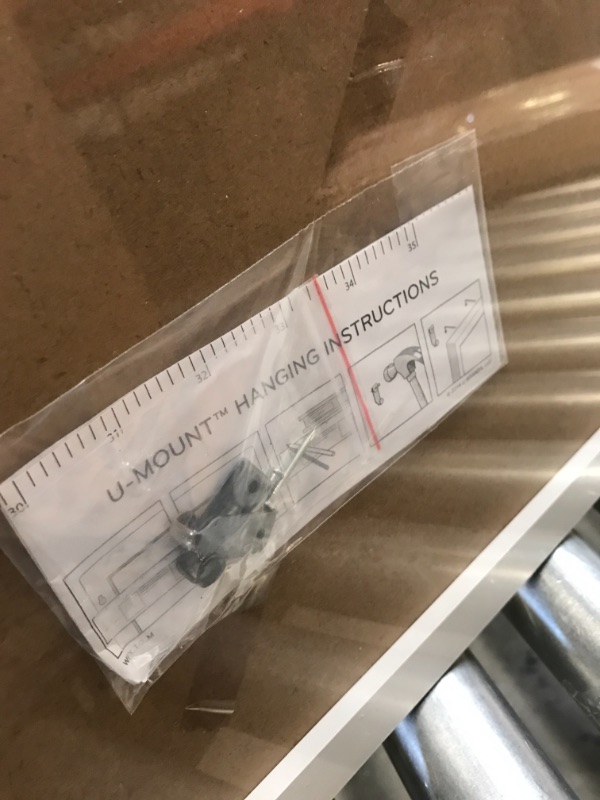 30 31 32 33 34 35
U-MOUNT™ HANGING INSTRUCTIONS